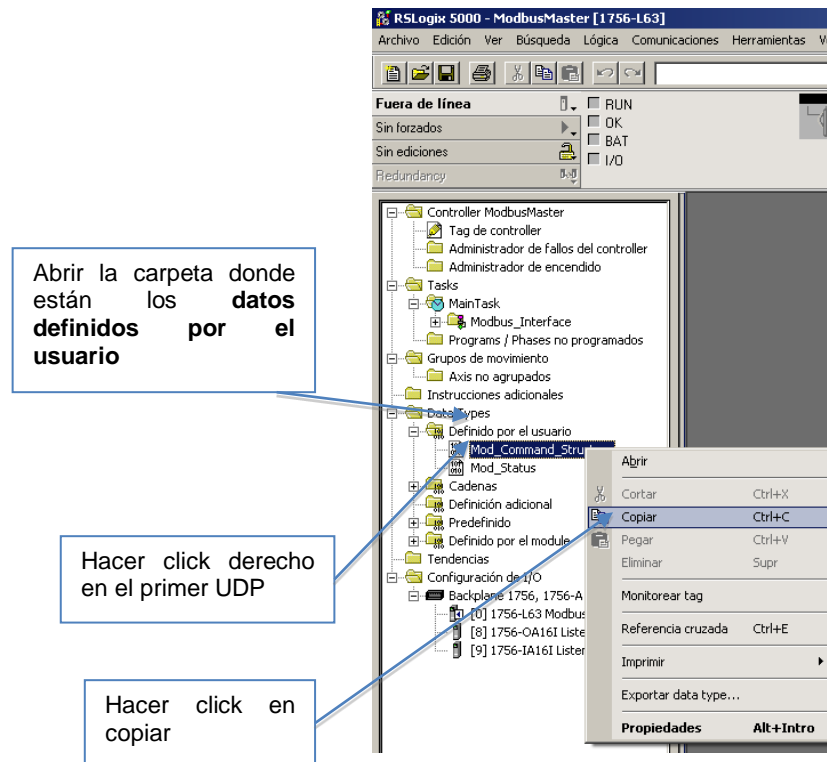 RSLogix 5000 - ModbusMaster [1756-L63]
Archivo Edición Ver Búsqueda Lógica Comunicaciones Herramientas
Fuera de línea
RUN
Sin forzados
OK
BAT
Sin ediciones
I/O
Redundancy
Controller ModbusMaster
Tag de controller
Administrador de fallos del controller
Administrador de encendido
Tasks
MainTask
Modbus_Interface
Programs / Phases no programados
Grupos de movimiento
Axis no agrupados
Instrucciones adicionales
Data Types
Definido por el usuario
Mod_Command_Stru
Mod_Status
Cadenas
Definición adicional
Predefinido
Definido por el module
Tendencias
Configuración de I/O
Backplane 1756, 1756-A
[0] 1756-L63 Modbus
[8] 1756-OA16I Liste
[9] 1756-IA16I Listen
Abrir
Cortar Ctrl+X
Copiar Ctrl+C
Pegar Ctrl+V
Eliminar Supr
Monitorear tag
Referencia cruzada Ctrl+E
Imprimir
Exportar data type...
Propiedades Alt+Intro
Abrir la carpeta donde
están los datos
definidos por el
usuario
Hacer click derecho
en el primer UDP
Hacer click en
copiar